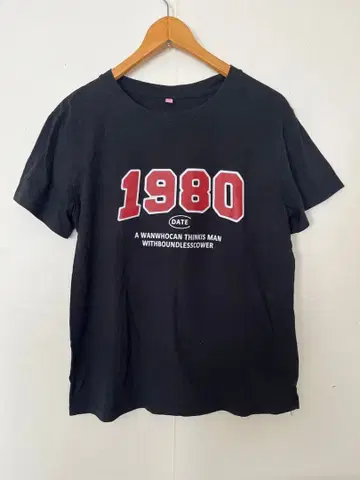 1980
DATE
A WANWHOCAN THINKIS MAN
WITHBOUNDLESSCOWER